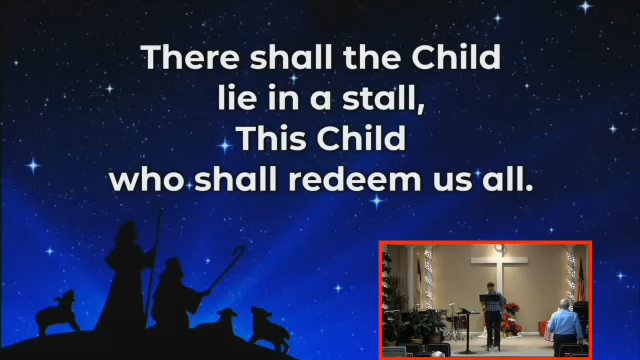 There shall the Child
lie in a stall,
This Child
who shall redeem us all.